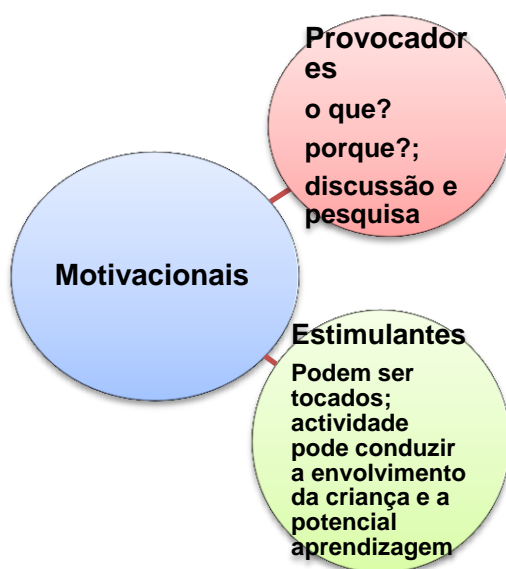 Provocador
es
o que?
porque?;
discussão e
pesquisa
Motivacionais
Estimulantes
Podem ser
tocados;
actividade
pode conduzir
a envolvimento
da criança e a
potencial
aprendizagem